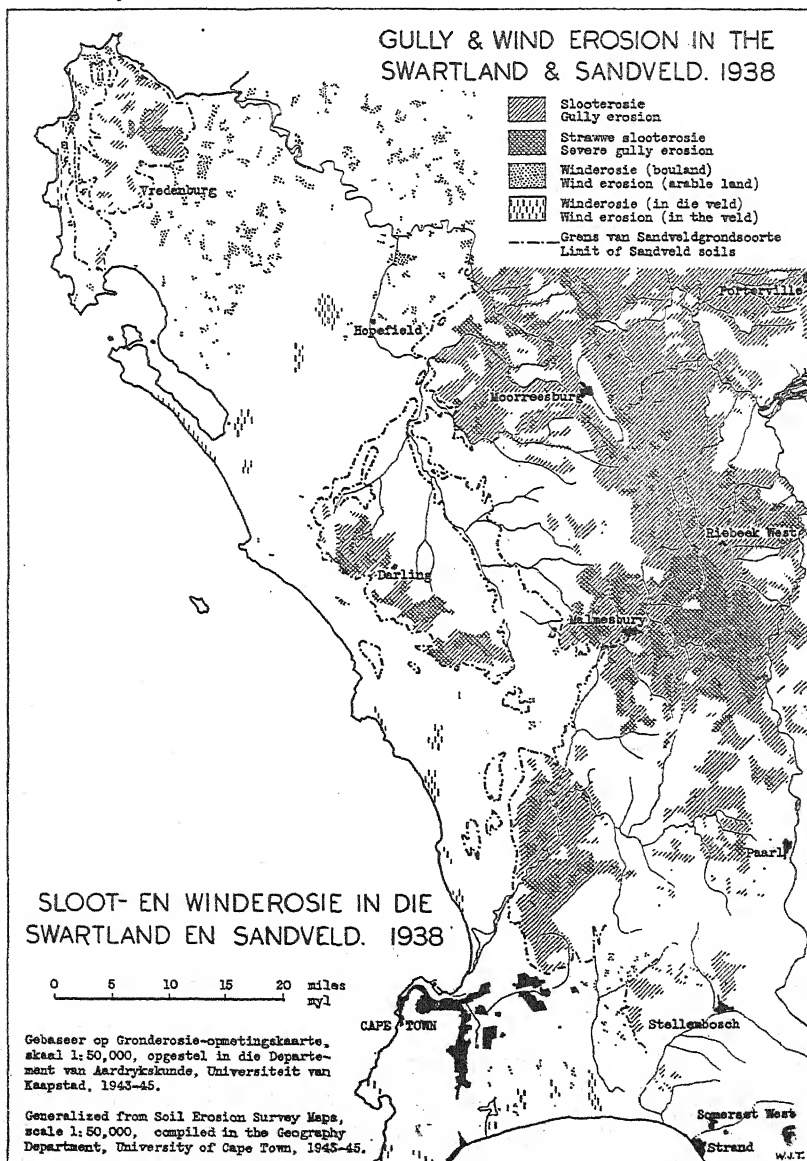 GULLY & WIND EROSION IN THE
SWARTLAND & SANDVELD. 1938
Slooterosie
Gully erosion
Strawwe slooterosie
Severe gully erosion
Winderosie (bouland)
Wind erosion (arable land)
Winderosie (in die veld)
Wind erosion (in the veld)
Grens van Sandveldgrondsoorte
Limit of Sandveld soils
Vredenburg
Porterville
Hopefield
Moorreesburg
Riebeek West
Darling
Malmesbury
Paarl
SLOOT- EN WINDEROSIE IN DIE
SWARTLAND EN SANDVELD. 1938
0 5 10 15 20 miles
myl
CAPE TOWN
Stellenbosch
Gebaseer op Gronderosie-opmetingskaarte,
skaal 1:50,000, opgestel in die Departe-
ment van Aardrykskunde, Universiteit van
Kaapstad, 1943-45.
Generalized from Soil Erosion Survey Maps,
scale 1:50,000, compiled in the Geography
Department, University of Cape Town, 1943-45.
Somerset West
Strand
W.J.T.